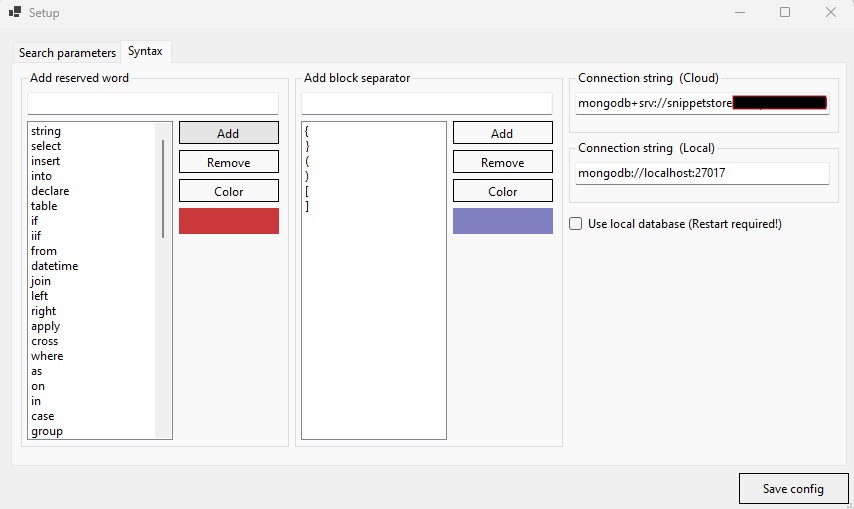 Setup
Search parameters
Syntax
Add reserved word
string
select
insert
into
declare
table
if
iif
from
datetime
join
left
right
apply
cross
where
as
on
in
case
group
Add
Remove
Color
Add block separator
{
}
(
)
[
]
Add
Remove
Color
Connection string (Cloud)
mongodb+srv://snippetstore
Connection string (Local)
mongodb://localhost:27017
Use local database (Restart required!)
Save config